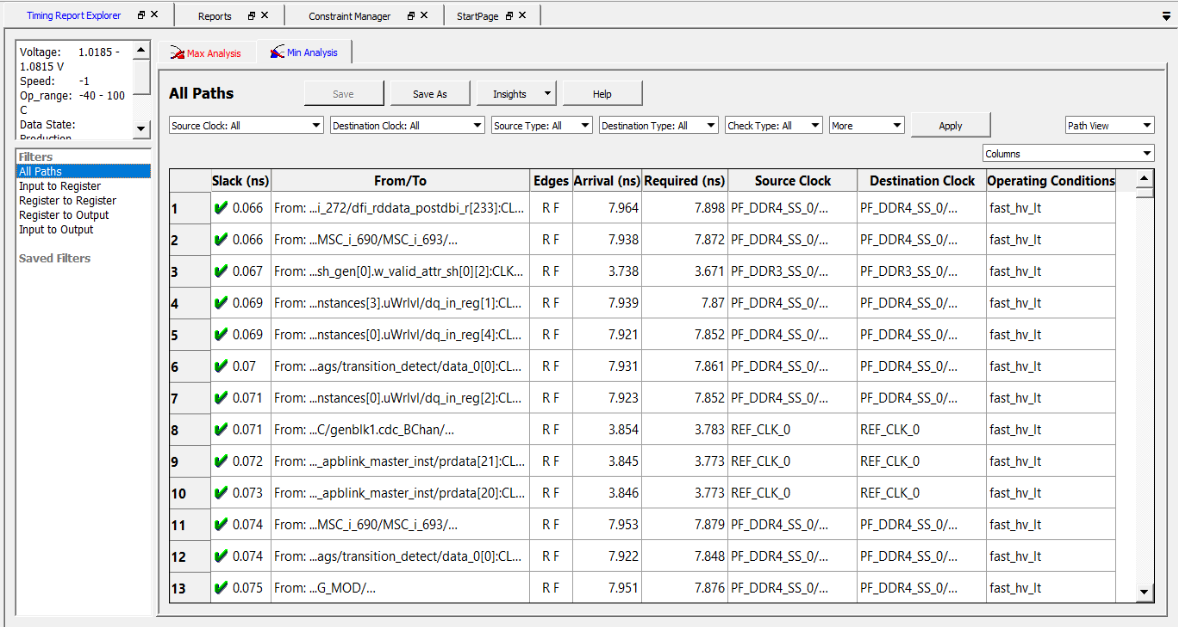 Timing Report Explorer
Reports
Constraint Manager
StartPage
Voltage: 1.0185 -
1.0815 V
Speed: -1
Op_range: -40 - 100
C
Data State:
Production
Filters
All Paths
Input to Register
Register to Register
Register to Output
Input to Output
Saved Filters
Max Analysis
Min Analysis
All Paths
Save
Save As
Insights
Help
Source Clock: All
Destination Clock: All
Source Type: All
Destination Type: All
Check Type: All
More
Apply
Path View
Columns
Slack (ns) From/To Edges Arrival (ns) Required (ns) Source Clock Destination Clock Operating Conditions
1 0.066 From: ...i_272/dfi_rddata_postdbi_r[233]:CL... R F 7.964 7.898 PF_DDR4_SS_0/... PF_DDR4_SS_0/... fast_hv_lt
2 0.066 From: ...MSC_i_690/MSC_i_693/... R F 7.938 7.872 PF_DDR4_SS_0/... PF_DDR4_SS_0/... fast_hv_lt
3 0.067 From: ...sh_gen[0].w_valid_attr_sh[0][2]:CLK... R F 3.738 3.671 PF_DDR3_SS_0/... PF_DDR3_SS_0/... fast_hv_lt
4 0.069 From: ...nstances[3].uWrlvl/dq_in_reg[1]:CL... R F 7.939 7.87 PF_DDR4_SS_0/... PF_DDR4_SS_0/... fast_hv_lt
5 0.069 From: ...nstances[0].uWrlvl/dq_in_reg[4]:CL... R F 7.921 7.852 PF_DDR4_SS_0/... PF_DDR4_SS_0/... fast_hv_lt
6 0.07 From: ...ags/transition_detect/data_0[0]:CL... R F 7.931 7.861 PF_DDR4_SS_0/... PF_DDR4_SS_0/... fast_hv_lt
7 0.071 From: ...nstances[0].uWrlvl/dq_in_reg[2]:CL... R F 7.923 7.852 PF_DDR4_SS_0/... PF_DDR4_SS_0/... fast_hv_lt
8 0.071 From: ...C/genblk1.cdc_BChan/... R F 3.854 3.783 REF_CLK_0 REF_CLK_0 fast_hv_lt
9 0.072 From: ..._apblink_master_inst/prdata[21]:CL... R F 3.845 3.773 REF_CLK_0 REF_CLK_0 fast_hv_lt
10 0.073 From: ..._apblink_master_inst/prdata[20]:CL... R F 3.846 3.773 REF_CLK_0 REF_CLK_0 fast_hv_lt
11 0.074 From: ...MSC_i_690/MSC_i_693/... R F 7.953 7.879 PF_DDR4_SS_0/... PF_DDR4_SS_0/... fast_hv_lt
12 0.074 From: ...ags/transition_detect/data_0[0]:CL... R F 7.922 7.848 PF_DDR4_SS_0/... PF_DDR4_SS_0/... fast_hv_lt
13 0.075 From: ...G_MOD/... R F 7.951 7.876 PF_DDR4_SS_0/... PF_DDR4_SS_0/... fast_hv_lt